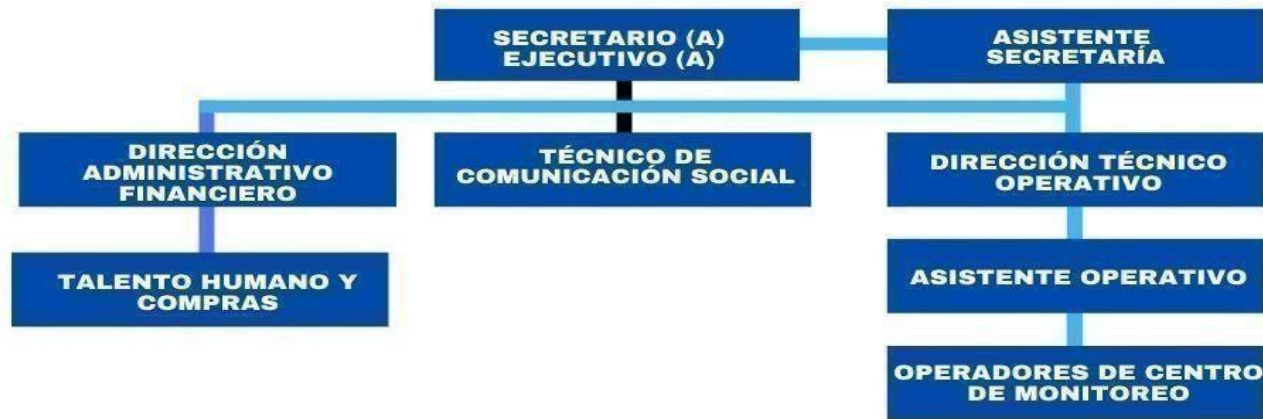 SECRETARIO (A)
EJECUTIVO (A)
ASISTENTE
SECRETARÍA
DIRECCIÓN
ADMINISTRATIVO
FINANCIERO
TÉCNICO DE
COMUNICACIÓN SOCIAL
DIRECCIÓN TÉCNICO
OPERATIVO
TALENTO HUMANO Y
COMPRAS
ASISTENTE OPERATIVO
OPERADORES DE CENTRO
DE MONITOREO